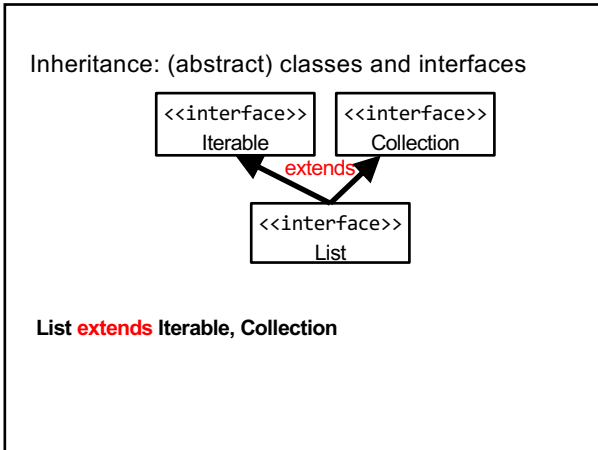 Inheritance: (abstract) classes and interfaces
<<interface>>
Iterable
<<interface>>
Collection
extends
<<interface>>
List
List extends Iterable, Collection